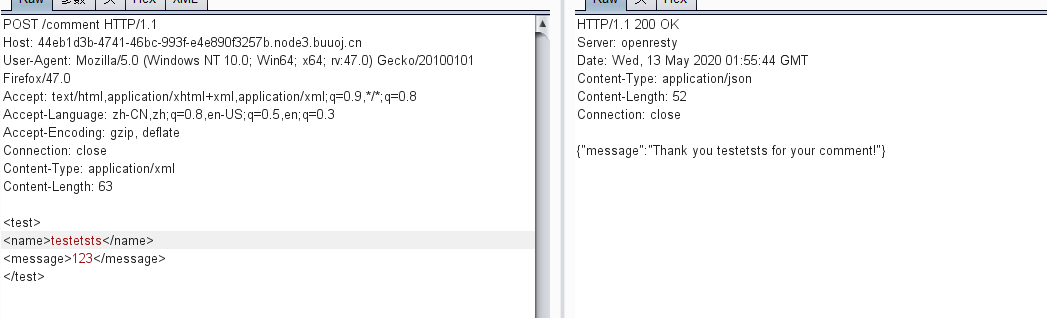 Raw 参数 头 Hex XML
POST /comment HTTP/1.1
Host: 44eb1d3b-4741-46bc-993f-e4e890f3257b.node3.buuoj.cn
User-Agent: Mozilla/5.0 (Windows NT 10.0; Win64; x64; rv:47.0) Gecko/20100101
Firefox/47.0
Accept: text/html,application/xhtml+xml,application/xml;q=0.9,*/*;q=0.8
Accept-Language: zh-CN,zh;q=0.8,en-US;q=0.5,en;q=0.3
Accept-Encoding: gzip, deflate
Connection: close
Content-Type: application/xml
Content-Length: 63
<test>
<name>testetsts</name>
<message>123</message>
</test>
Raw 头 Hex
HTTP/1.1 200 OK
Server: openresty
Date: Wed, 13 May 2020 01:55:44 GMT
Content-Type: application/json
Content-Length: 52
Connection: close
{"message":"Thank you testetsts for your comment!"}